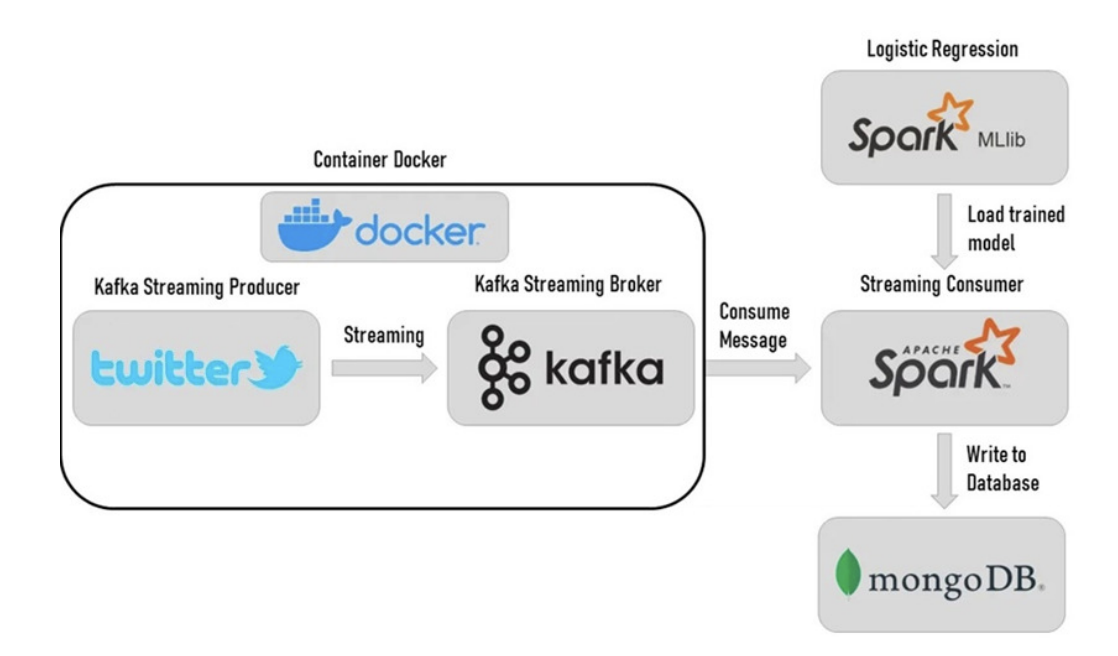 Logistic Regression
Spark MLlib
Container Docker
docker
Load trained
model
Kafka Streaming Producer
Kafka Streaming Broker
Streaming Consumer
twitter
Streaming
kafka
Consume
Message
APACHE
Spark™
Write to
Database
mongoDB®